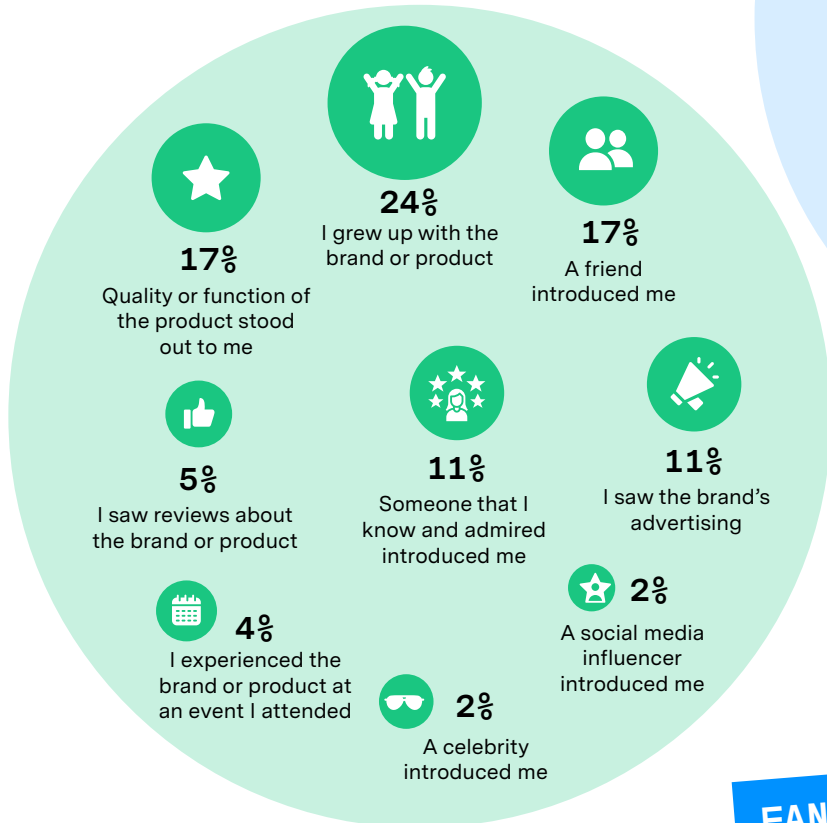 24%
I grew up with the
brand or product
17%
Quality or function of
the product stood
out to me
17%
A friend
introduced me
5%
I saw reviews about
the brand or product
11%
Someone that I
know and admired
introduced me
11%
I saw the brand's
advertising
4%
I experienced the
brand or product at
an event I attended
2%
A celebrity
introduced me
2%
A social media
influencer
introduced me